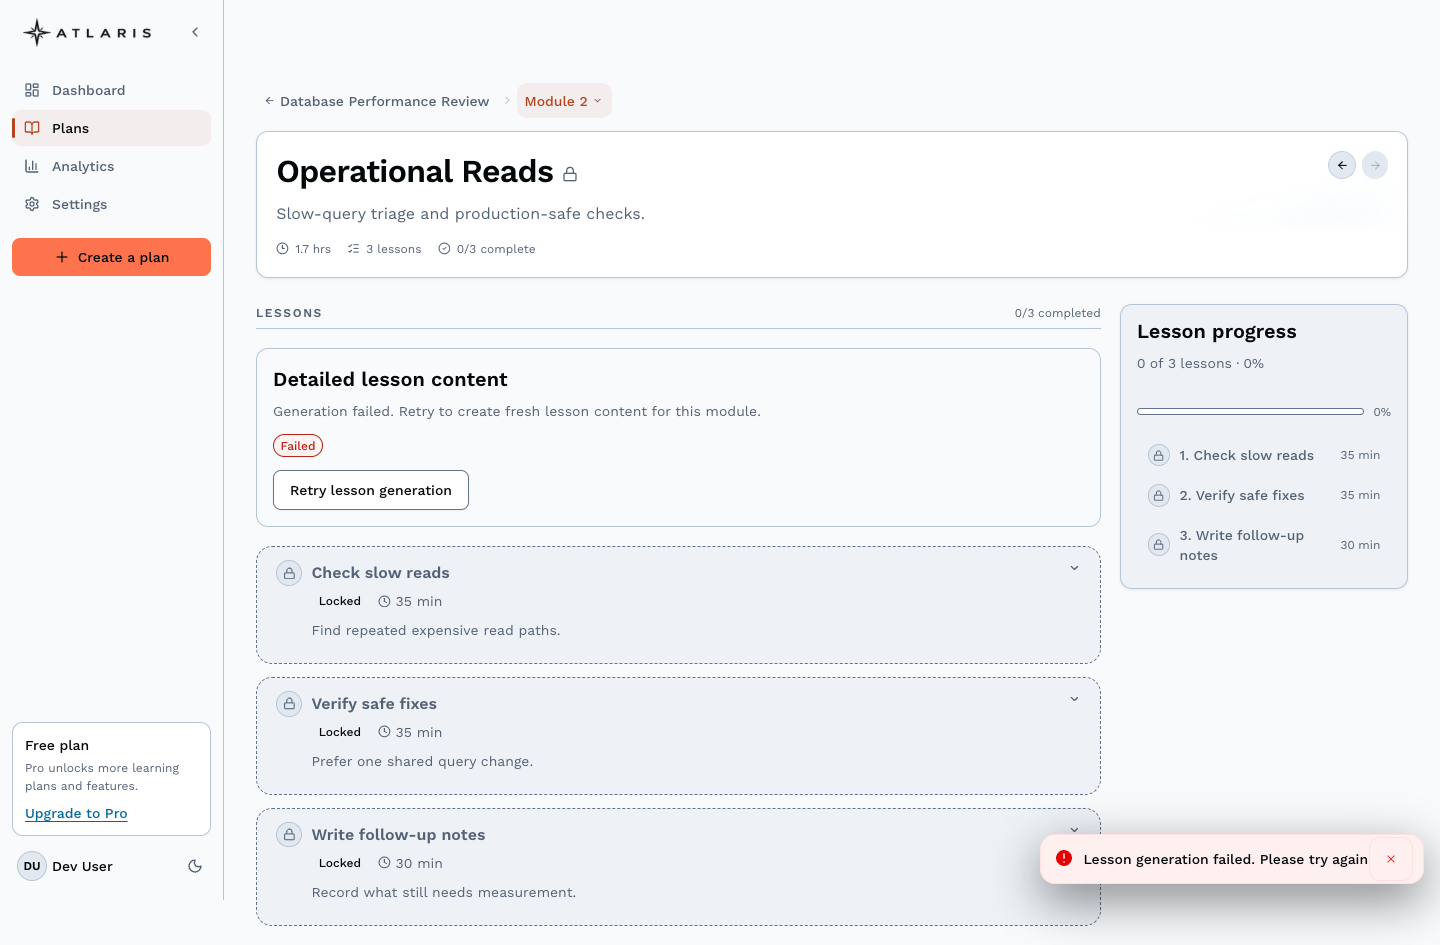 ATLARIS
Dashboard
Plans
Analytics
Settings
Create a plan
Free plan
Pro unlocks more learning
plans and features.
Upgrade to Pro
DU Dev User
Database Performance Review
Module 2
Operational Reads
Slow-query triage and production-safe checks.
1.7 hrs 3 lessons 0/3 complete
LESSONS 0/3 completed
Detailed lesson content
Generation failed. Retry to create fresh lesson content for this module.
Failed
Retry lesson generation
Check slow reads
Locked 35 min
Find repeated expensive read paths.
Verify safe fixes
Locked 35 min
Prefer one shared query change.
Write follow-up notes
Locked 30 min
Record what still needs measurement.
Lesson progress
0 of 3 lessons · 0%
0%
1. Check slow reads 35 min
2. Verify safe fixes 35 min
3. Write follow-up
notes 30 min
Lesson generation failed. Please try again